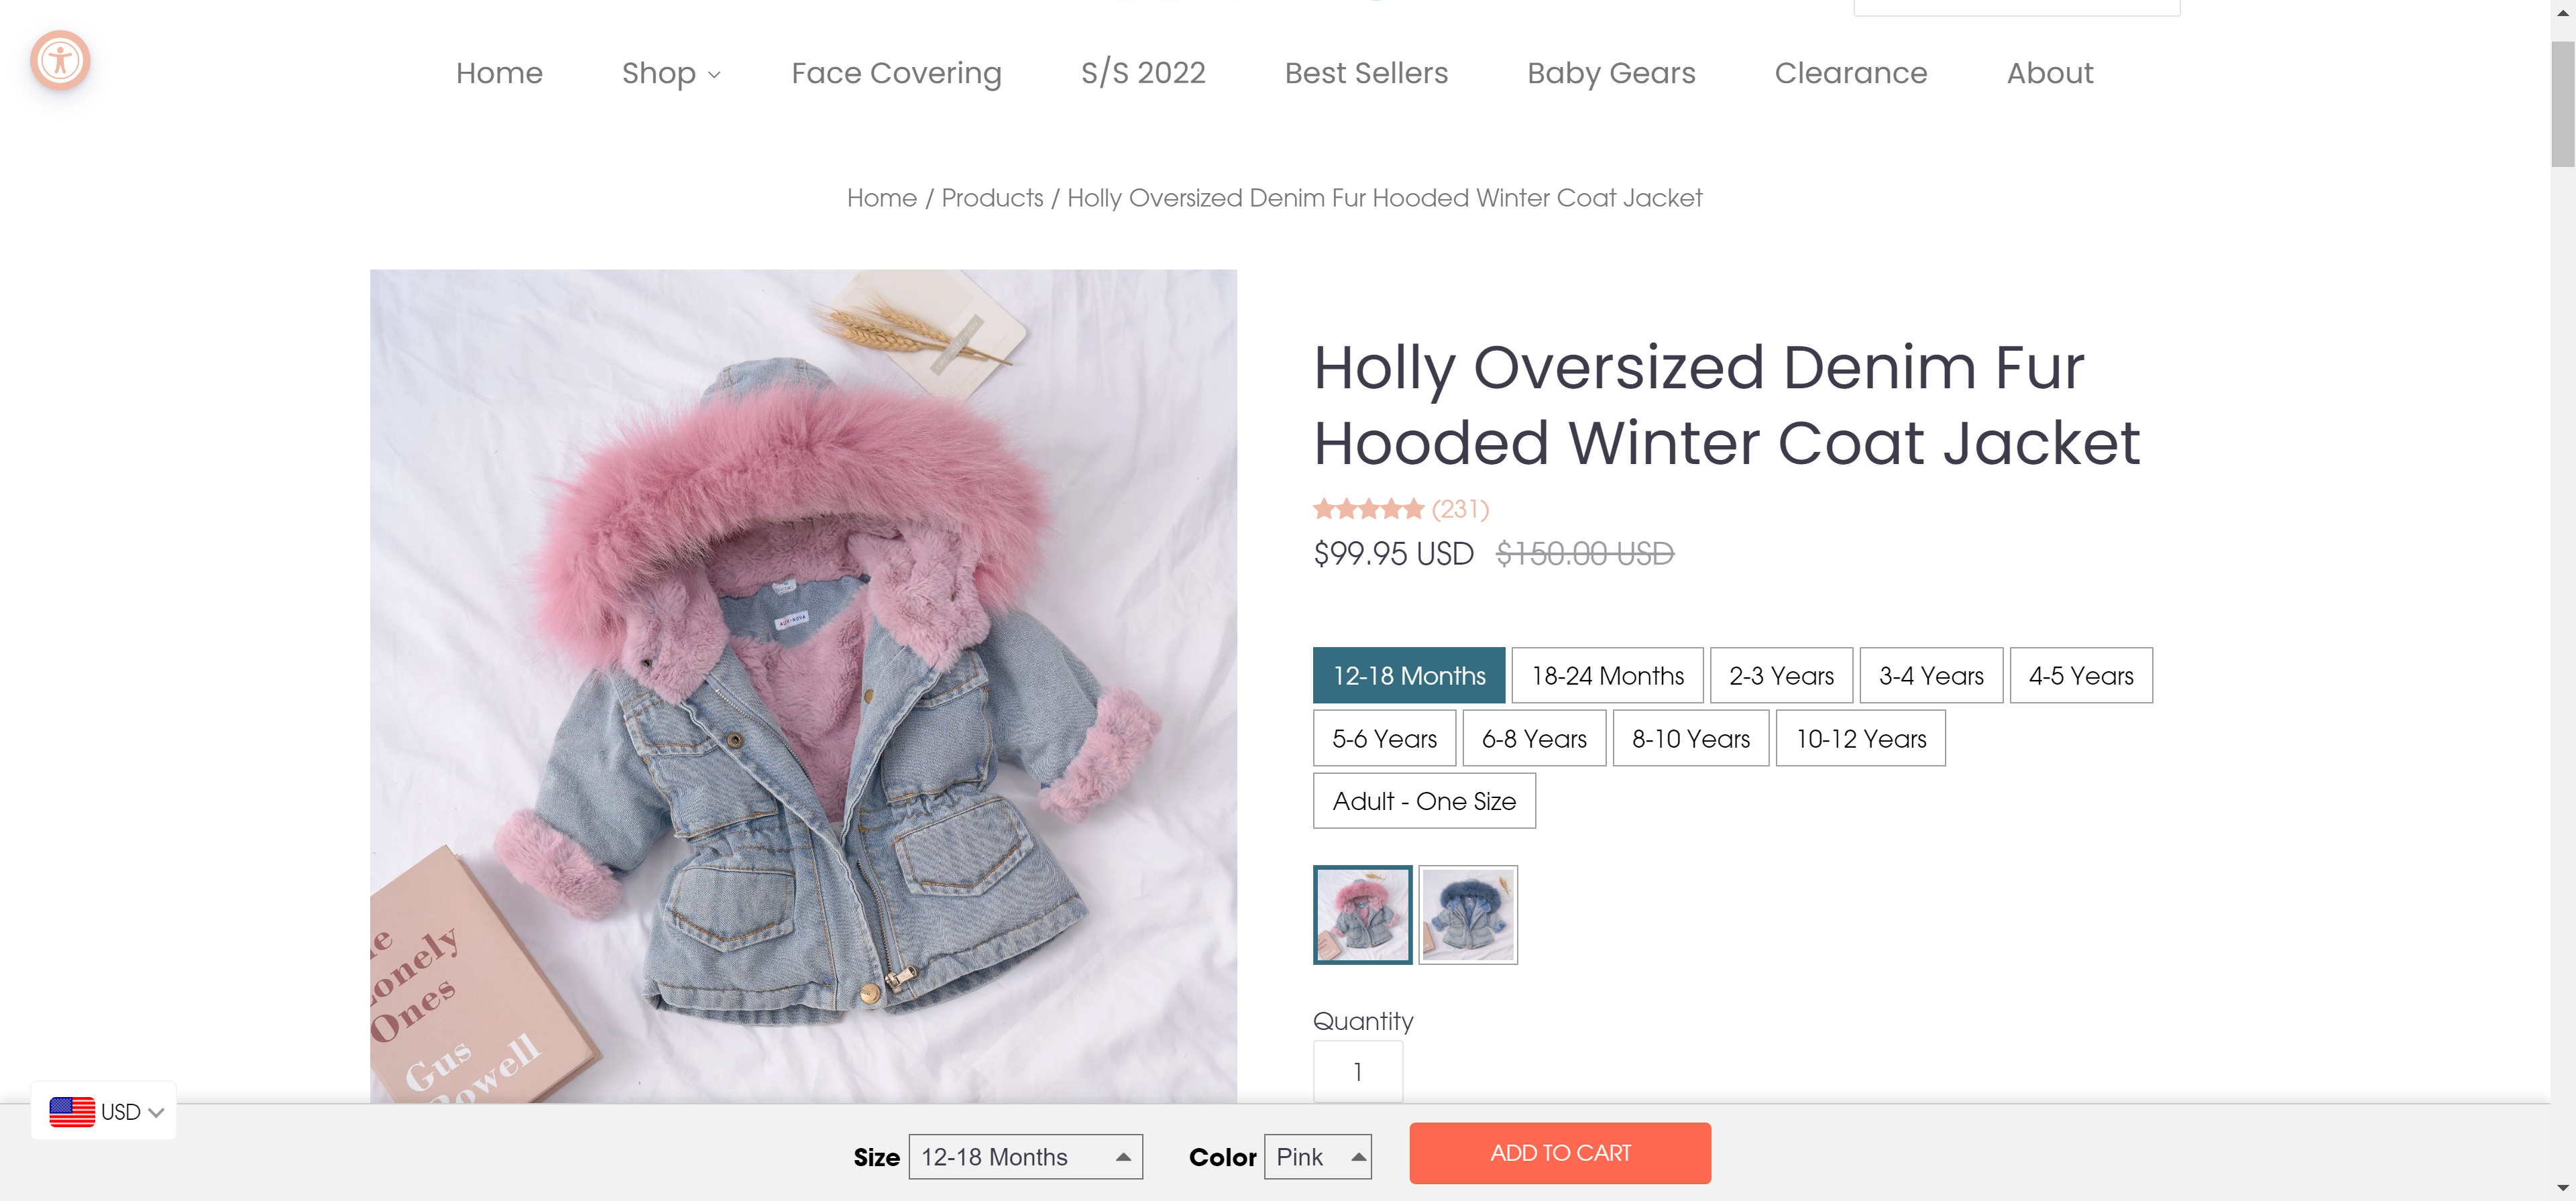 Home Shop Face Covering S/S 2022 Best Sellers Baby Gears Clearance About
Home / Products / Holly Oversized Denim Fur Hooded Winter Coat Jacket
Holly Oversized Denim Fur
Hooded Winter Coat Jacket
(231)
$99.95 USD $150.00 USD
12-18 Months 18-24 Months 2-3 Years 3-4 Years 4-5 Years
5-6 Years 6-8 Years 8-10 Years 10-12 Years
Adult - One Size
Quantity
1
onely
Ones
Gus
owell
USD
Size 12-18 Months Color Pink ADD TO CART